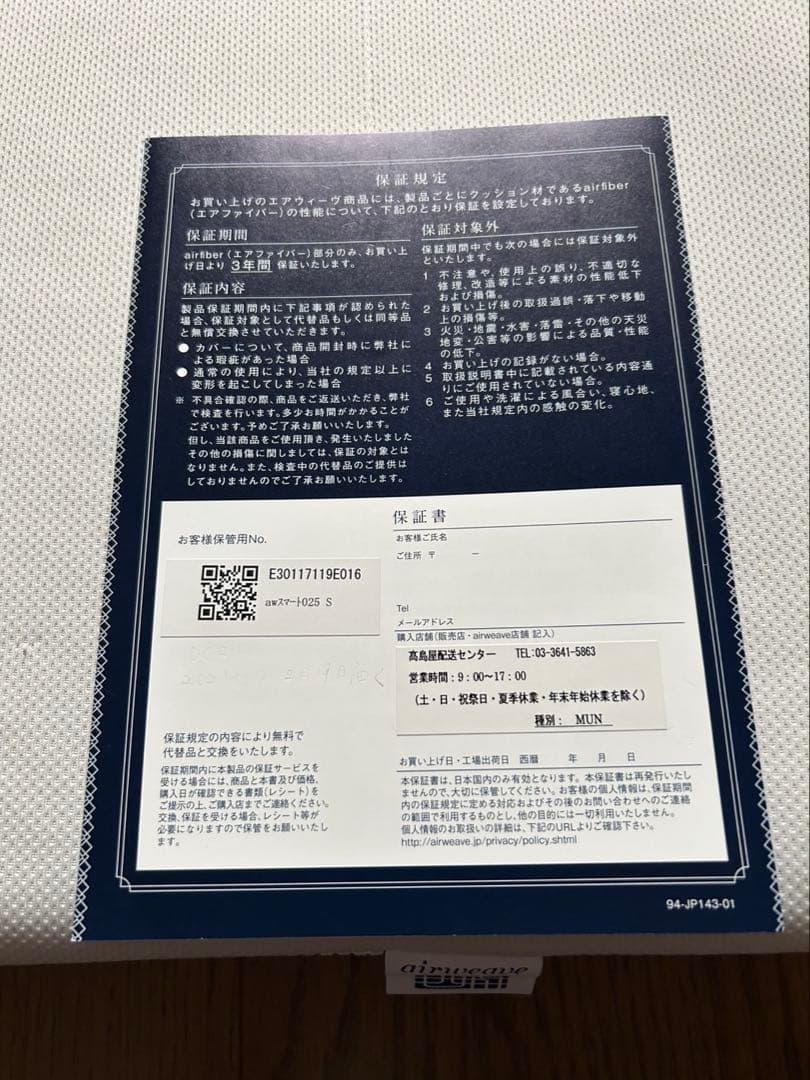 保証規定
お買い上げのエアウィーヴ商品には、製品ごとにクッション材であるairfiber
(エアファイバー)の性能について、下記のとおり保証を設定しております。
保証期間
airfiber(エアファイバー)部分のみ、お買い上
げ日より 3年間 保証いたします。
保証内容
製品保証期間内に下記事項が認められた
場合、保証対象として代替品もしくは同等品
と無償交換させていただきます。
● カバーについて、商品開封時に弊社に
よる瑕疵があった場合
● 通常の使用により、当社の規定以上に
変形を起こしてしまった場合
※ 不具合確認の際、商品をご返送いただき、弊社
で検査を行います。多少お時間がかかることが
ございます。予めご了承お願いいたします。
但し、当該商品をご使用頂き、発生いたしました
その他の損傷に関しましては、保証の対象とは
なりません。また、検査中の代替品のご提供は
しておりませんのでご了承お願いいたします。
保証対象外
保証期間中でも次の場合には保証対象外
といたします。
1 不注意や、使用上の誤り、不適切な
修理、改造等による素材の性能低下
および損傷。
2 お買い上げ後の取扱過誤・落下や移動
上の損傷等。
3 火災・地震・水害・落雷・その他の天災
地変・公害等の影響による品質・性能
の低下。
4 お買い上げの記録がない場合。
5 取扱説明書中に記載されている内容通
りにご使用されていない場合。
6 ご使用や洗濯による風合い、寝心地、
また当社規定内の感触の変化。
お客様保管用No.
E30117119E016
awスマート025 S
保証規定の内容により無料で
代替品と交換をいたします。
保証期間内に本製品の保証サービスを
受ける場合には、商品と本書及び価格、
購入日が確認できる書類(レシート)を
ご提示の上、ご購入店までご連絡ください。
交換、保証を受ける場合、レシート等が
必要になりますので保管をお願いいたし
ます。
保証書
お客様ご氏名
ご住所 〒 －
Tel
メールアドレス
購入店舗(販売店・airweave店舗 記入)
髙島屋配送センター TEL:03-3641-5863
営業時間:9:00～17:00
(土・日・祝祭日・夏季休業・年末年始休業を除く)
種別: MUN
お買い上げ日・工場出荷日 西暦 年 月 日
本保証書は、日本国内のみ有効となります。本保証書は再発行いたし
ませんので、大切に保管してください。お客様の個人情報は、保証期間
内の保証規定に定める対応およびその後のお問い合わせへのご連絡
の範囲で利用するものとし、他の目的には一切利用いたしません。
個人情報のお取扱いの詳細は、下記のURLよりご確認下さい。
http://airweave.jp/privacy/policy.shtml
94-JP143-01
airweave